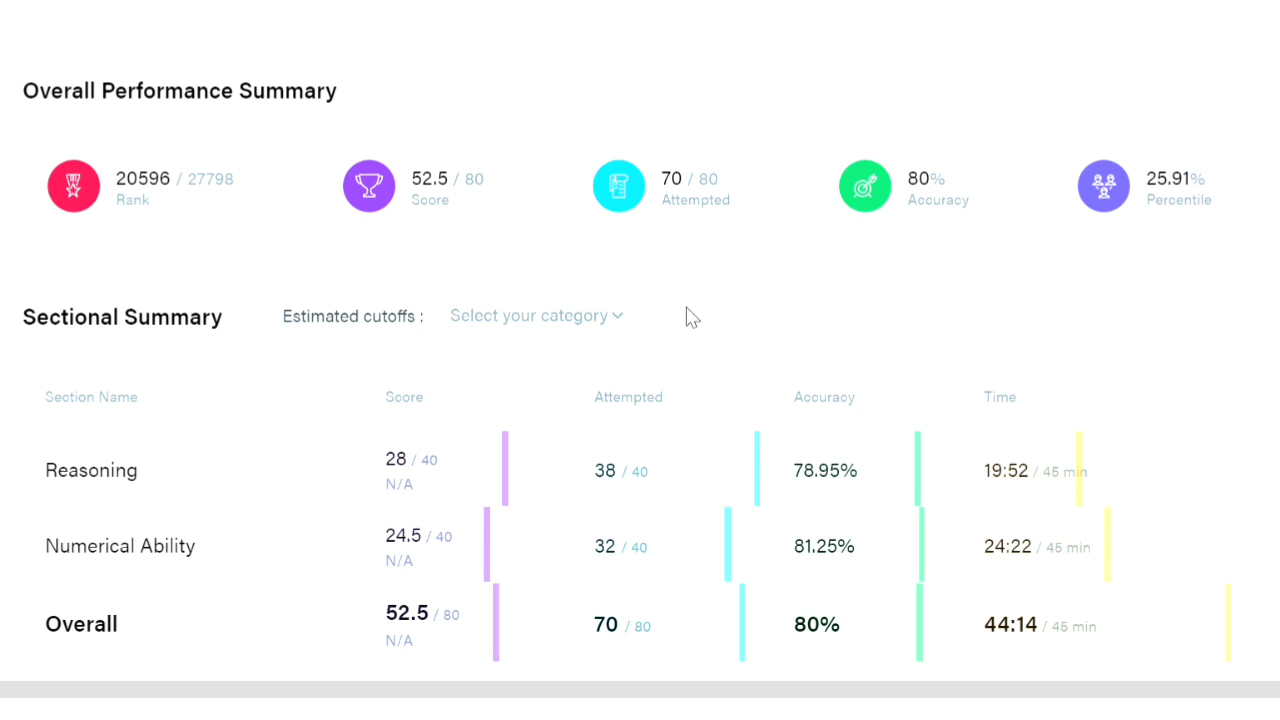 Overall Performance Summary
20596 / 27798
Rank
52.5 / 80
Score
70 / 80
Attempted
80%
Accuracy
25.91%
Percentile
Sectional Summary
Estimated cutoffs :
Select your category
Section Name Score Attempted Accuracy Time
Reasoning 28 / 40 38 / 40 78.95% 19:52 / 45 min
N/A
Numerical Ability 24.5 / 40 32 / 40 81.25% 24:22 / 45 min
N/A
Overall 52.5 / 80 70 / 80 80% 44:14 / 45 min
N/A